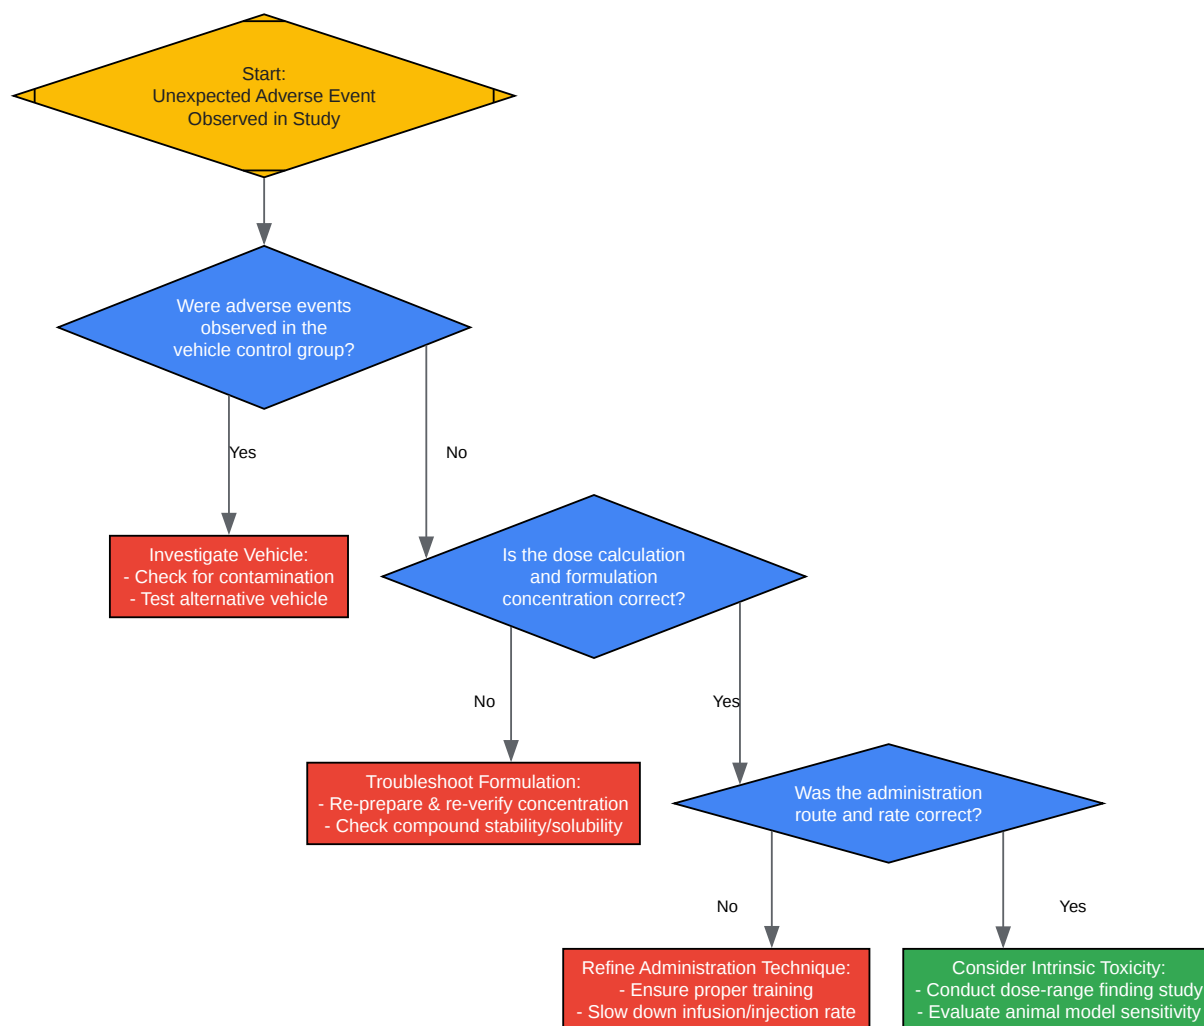 Start:
Unexpected Adverse Event
Observed in Study
Were adverse events
observed in the
vehicle control group?
Yes
No
Investigate Vehicle:
- Check for contamination
- Test alternative vehicle
Is the dose calculation
and formulation
concentration correct?
No
Yes
Troubleshoot Formulation:
- Re-prepare & re-verify concentration
- Check compound stability/solubility
Was the administration
route and rate correct?
No
Yes
Refine Administration Technique:
- Ensure proper training
- Slow down infusion/injection rate
Consider Intrinsic Toxicity:
- Conduct dose-range finding study
- Evaluate animal model sensitivity